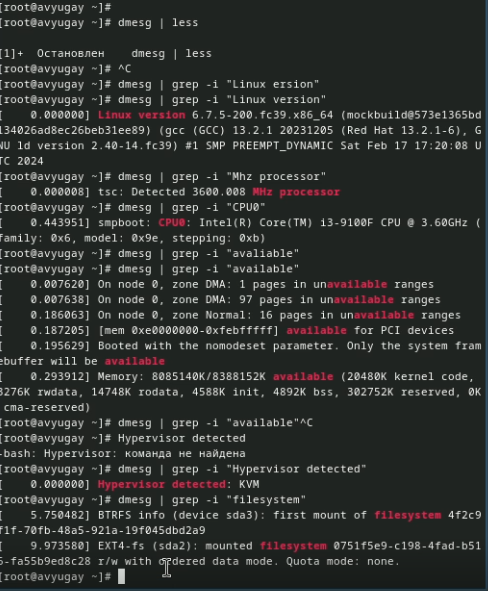 [root@avyugay ~]#
[root@avyugay ~]# dmesg | less

[1]+  Остановлен    dmesg | less
[root@avyugay ~]# ^C
[root@avyugay ~]# dmesg | grep -i "Linux ersion"
[root@avyugay ~]# dmesg | grep -i "Linux version"
[    0.000000] Linux version 6.7.5-200.fc39.x86_64 (mockbuild@573e1365bd
134026ad8ec26beb31ee89) (gcc (GCC) 13.2.1 20231205 (Red Hat 13.2.1-6), G
NU ld version 2.40-14.fc39) #1 SMP PREEMPT_DYNAMIC Sat Feb 17 17:20:08 U
TC 2024
[root@avyugay ~]# dmesg | grep -i "Mhz processor"
[    0.000008] tsc: Detected 3600.008 MHz processor
[root@avyugay ~]# dmesg | grep -i "CPU0"
[    0.443951] smpboot: CPU0: Intel(R) Core(TM) i3-9100F CPU @ 3.60GHz (
family: 0x6, model: 0x9e, stepping: 0xb)
[root@avyugay ~]# dmesg | grep -i "avaliable"
[root@avyugay ~]# dmesg | grep -i "available"
[    0.007620] On node 0, zone DMA: 1 pages in unavailable ranges
[    0.007638] On node 0, zone DMA: 97 pages in unavailable ranges
[    0.186063] On node 0, zone Normal: 16 pages in unavailable ranges
[    0.187205] [mem 0xe0000000-0xfebfffff] available for PCI devices
[    0.195629] Booted with the nomodeset parameter. Only the system fram
ebuffer will be available
[    0.293912] Memory: 8085140K/8388152K available (20480K kernel code,
3276K rwdata, 14748K rodata, 4588K init, 4892K bss, 302752K reserved, 0K
cma-reserved)
[root@avyugay ~]# dmesg | grep -i "available"^C
[root@avyugay ~]# Hypervisor detected
-bash: Hypervisor: команда не найдена
[root@avyugay ~]# dmesg | grep -i "Hypervisor detected"
[    0.000000] Hypervisor detected: KVM
[root@avyugay ~]# dmesg | grep -i "filesystem"
[    5.750482] BTRFS info (device sda3): first mount of filesystem 4f2c9
f1f-70fb-48a5-921a-19f045dbd2a9
[    9.973580] EXT4-fs (sda2): mounted filesystem 0751f5e9-c198-4fad-b51
5-fa55b9ed8c28 r/w with ordered data mode. Quota mode: none.
[root@avyugay ~]#